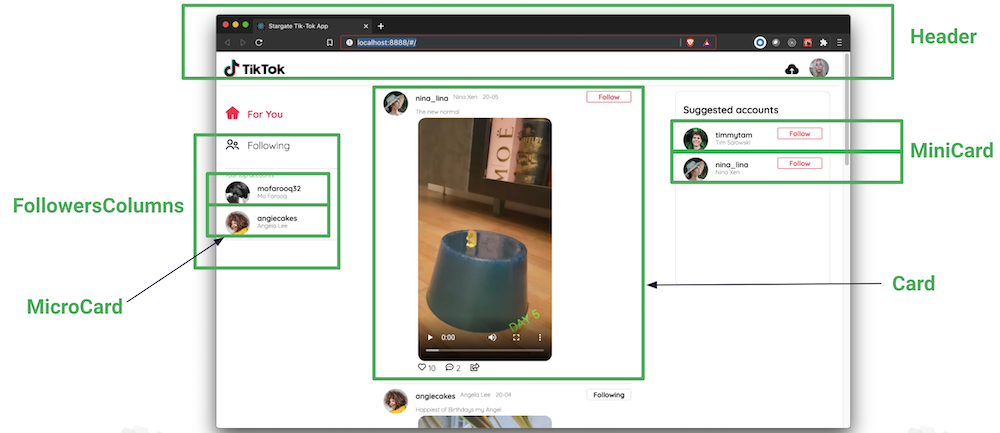 Stargate Tik-Tok App
localhost:8888/#/
Header
TikTok
nina_lina Nina Xen 20-05
Follow
The new normal
Suggested accounts
For You
Following
timmytam
Follow
Tim Salowski
MiniCard
nina_lina
Follow
Nina Xen
mofarooq32
Mo Farooq
FollowersColumns
angiecakes
Angela Lee
MicroCard
Card
MOË
DAY 5
0:00
10 2
angiecakes Angela Lee 20-04
Following
Happiest of Birthdays my Angel